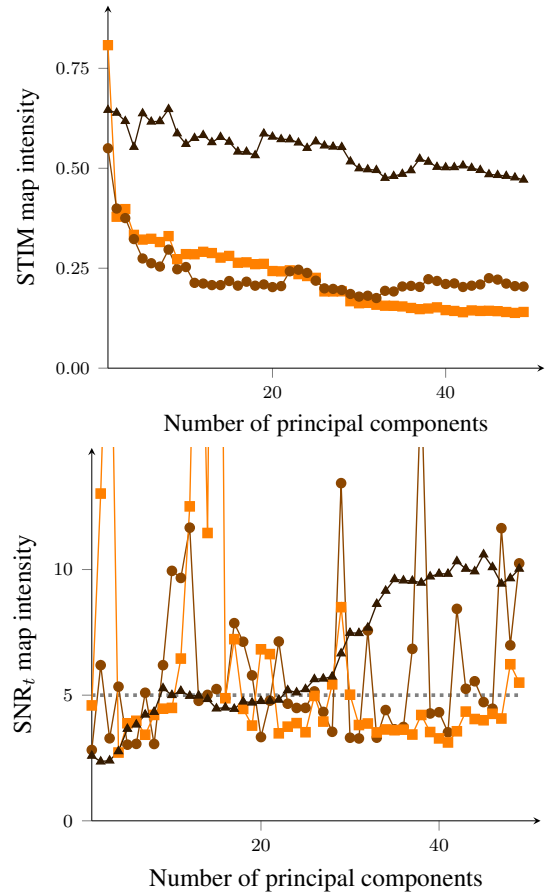 STIM map intensity
0.75
0.50
0.25
0.00
20
40
Number of principal components
SNRt map intensity
10
5
0
20
40
Number of principal components